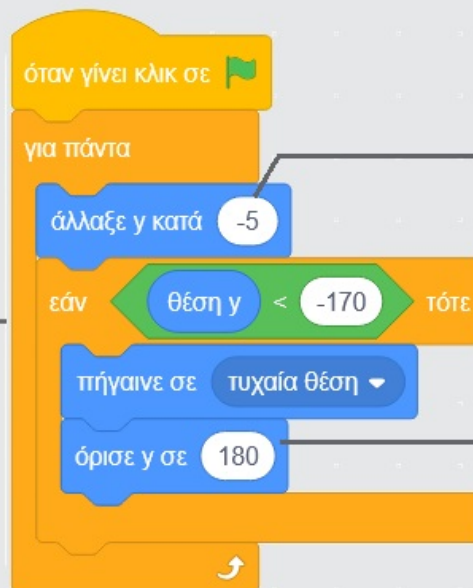 όταν γίνει κλικ σε
για πάντα
άλλαξε y κατά -5
εάν θέση y < -170 τότε
πήγαινε σε τυχαία θέση
όρισε y σε 180